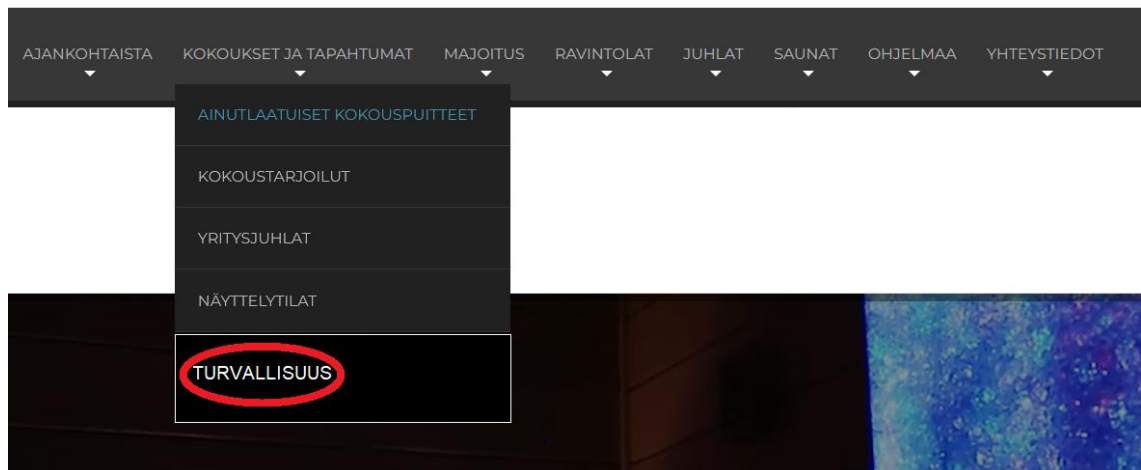 AJANKOHTAISTA KOKOUKSET JA TAPAHTUMAT MAJOITUS RAVINTOLAT JUHLAT SAUNAT OHJELMAA YHTEYSTIEDOT
AINUTLAATUISET KOKOUSPUITTEET
KOKOUSTARJOILUT
YRITYSJUHLAT
NÄYTTELYTILAT
TURVALLISUUS